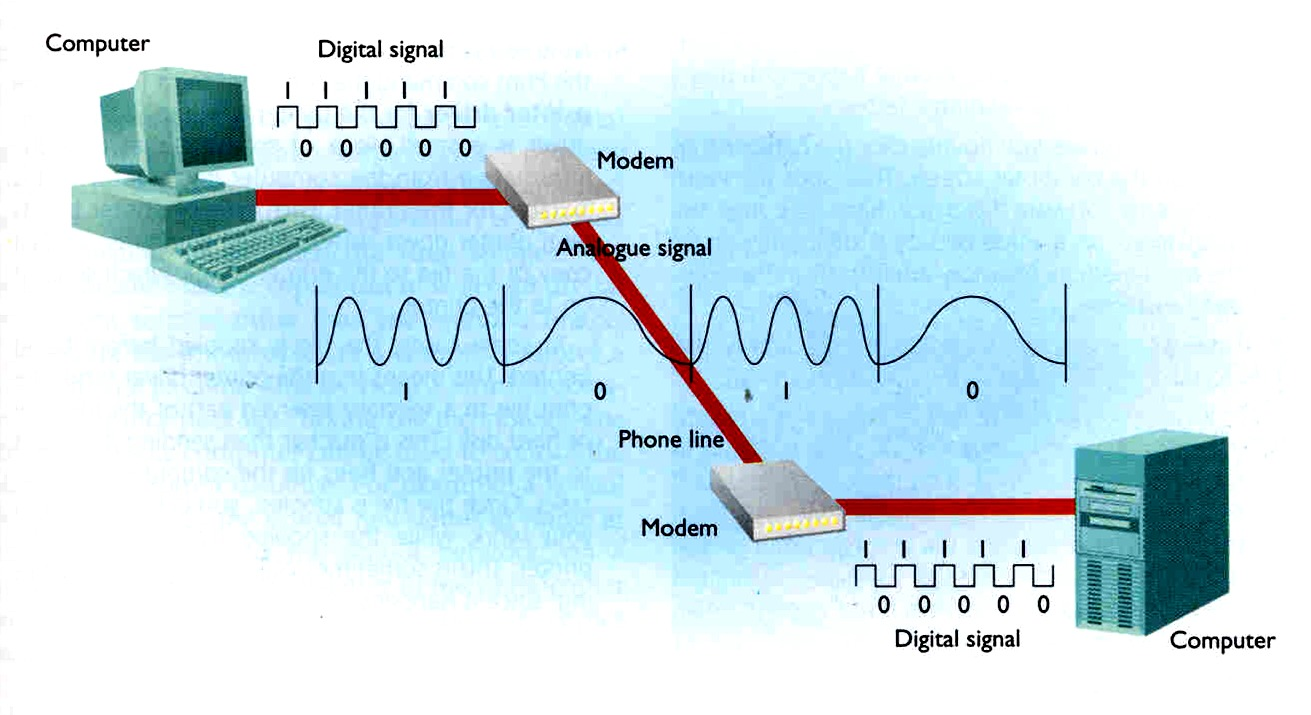 Computer
Digital signal
I I I I I
0 0 0 0 0
Modem
Analogue signal
I 0 I 0
Phone line
Modem
I I I I I
0 0 0 0 0
Digital signal
Computer